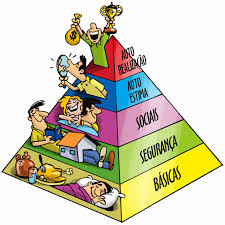 $
AUTO
REALIZAÇÃO
AUTO
ESTIMA
SOCIAIS
SEGURANÇA
BÁSICAS